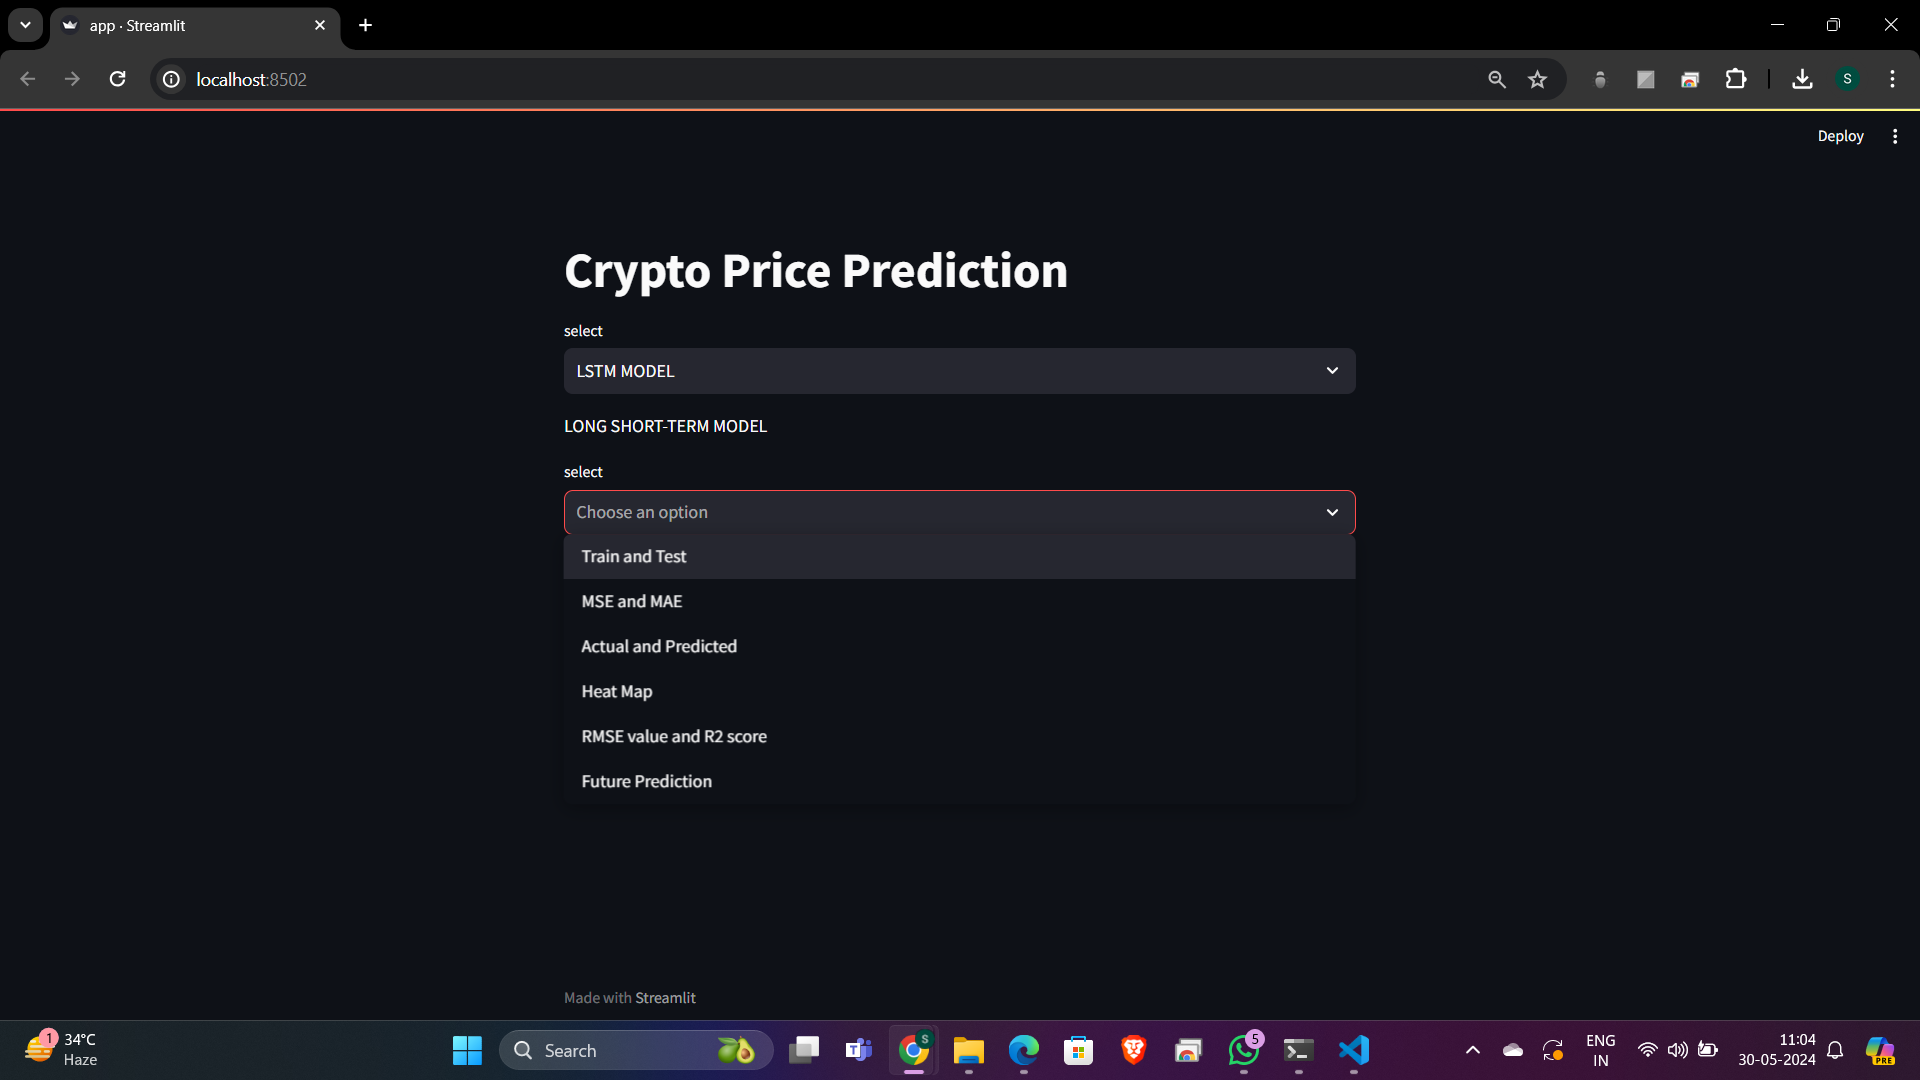 app · Streamlit
localhost:8502
S
Deploy
Crypto Price Prediction
select
LSTM MODEL
LONG SHORT-TERM MODEL
select
Choose an option
Train and Test
MSE and MAE
Actual and Predicted
Heat Map
RMSE value and R2 score
Future Prediction
Made with Streamlit
1
34°C
Haze
Search
T
S
5
PRE
ENG
IN
11:04
30-05-2024